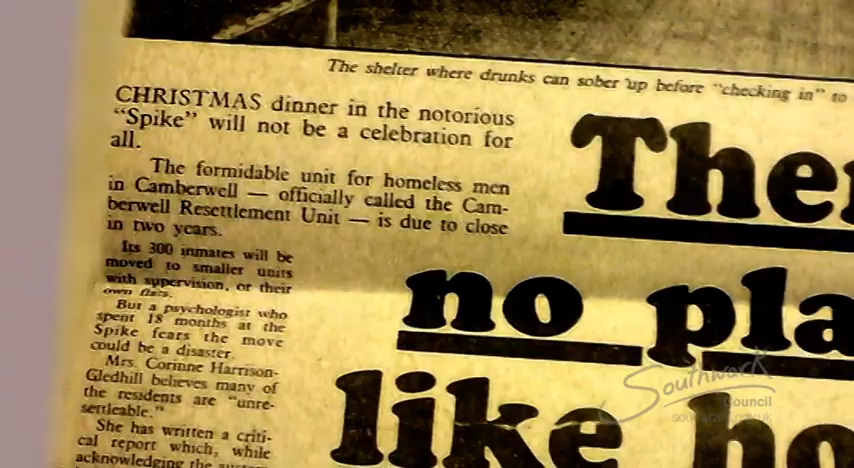 The shelter where drunks can sober up before "checking in" to
CHRISTMAS dinner in the notorious
"Spike" will not be a celebration for
all.
The formidable unit for homeless men
in Camberwell — officially called the Cam-
berwell Resettlement Unit — is due to close
in two years.
Its 300 inmates will be
moved to smaller units
with supervision, or their
own flats.
But a psychologist who
spent 18 months at the
Spike fears the move
could be a disaster.
Mrs. Corinne Harrison-
Gledhill believes many of
the residents are "unre-
settleable."
She has written a criti-
cal report which, while
acknowledging the
Ther
no pla
like ho
Southwark
Council